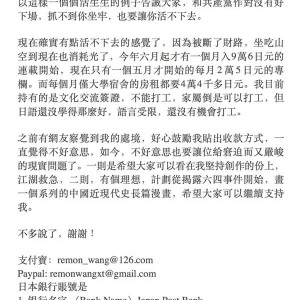 以這樣一個個活生生的例子告誡大家，和共產黨作對沒有好
下場，抓不到你坐牢，也要讓你活不下去。
現在確實有點活不下去的感覺了，因為被斷了財路，坐吃山
空到現在也消耗光了，今年六月起才有一個月入9萬6日元的
連載開始，現在只有一個五月才開始的每月2萬5日元的專
欄。而每個月僅大學宿舍的房租都要4萬4千多日元。我目前
持有的是文化交流簽證，不能打工，家屬倒是可以打工，但
日語還沒學得那麼好，語言受限，還沒有機會打工。
之前有網友察覺到我的處境，好心鼓勵我貼出收款方式，一
直覺得不好意思，如今，不好意思也要讓位給窘迫而又嚴峻
的現實問題了。一則是希望大家可以看在我堅持創作的份上，
江湖救急，二則，有個理想，計劃從揭露六四事件開始，畫
一個系列的中國近現代史長篇漫畫，希望大家可以繼續支持
我。
不多說了，謝謝！
支付寶：remon_wang@126.com
Paypal: remonwangxt@gmail.com
日本銀行賬號是
1. 銀行名字（Bank Name）Japan Post Bank